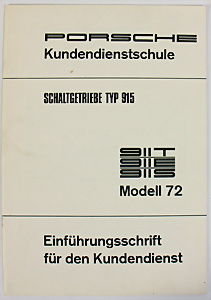 PORSCHE
Kundendienstschule
SCHALTGETRIEBE TYP 915
911T
911E
911S
Modell 72
Einführungsschrift
für den Kundendienst